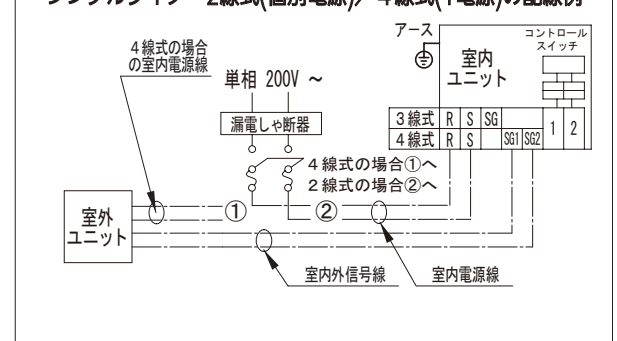 シングルタイプ 2線式(個別電源)/4線式(1電源)の配線例
4線式の場合
の室内電源線
単相 200V ～
漏電しゃ断器
4線式の場合①へ
2線式の場合②へ
アース
室内
ユニット
コントロール
スイッチ
3線式 R S SG 1 2
4線式 R S SG1 SG2
室外
ユニット
① ②
室内外信号線
室内電源線